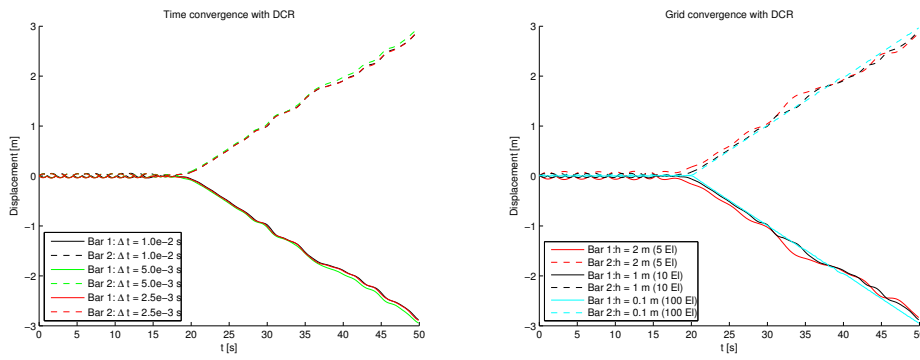 Time convergence with DCR
3
2
1
0
-1
-2
-3
Displacement [m]
Bar 1: Δ t = 1.0e-2 s
Bar 2: Δ t = 1.0e-2 s
Bar 1: Δ t = 5.0e-3 s
Bar 2: Δ t = 5.0e-3 s
Bar 1: Δ t = 2.5e-3 s
Bar 2: Δ t = 2.5e-3 s
0 5 10 15 20 25 30 35 40 45 50
t [s]
Grid convergence with DCR
3
2
1
0
-1
-2
-3
Displacement [m]
Bar 1:h = 2 m (5 El)
Bar 2:h = 2 m (5 El)
Bar 1:h = 1 m (10 El)
Bar 2:h = 1 m (10 El)
Bar 1:h = 0.1 m (100 El)
Bar 2:h = 0.1 m (100 El)
0 5 10 15 20 25 30 35 40 45 50
t [s]